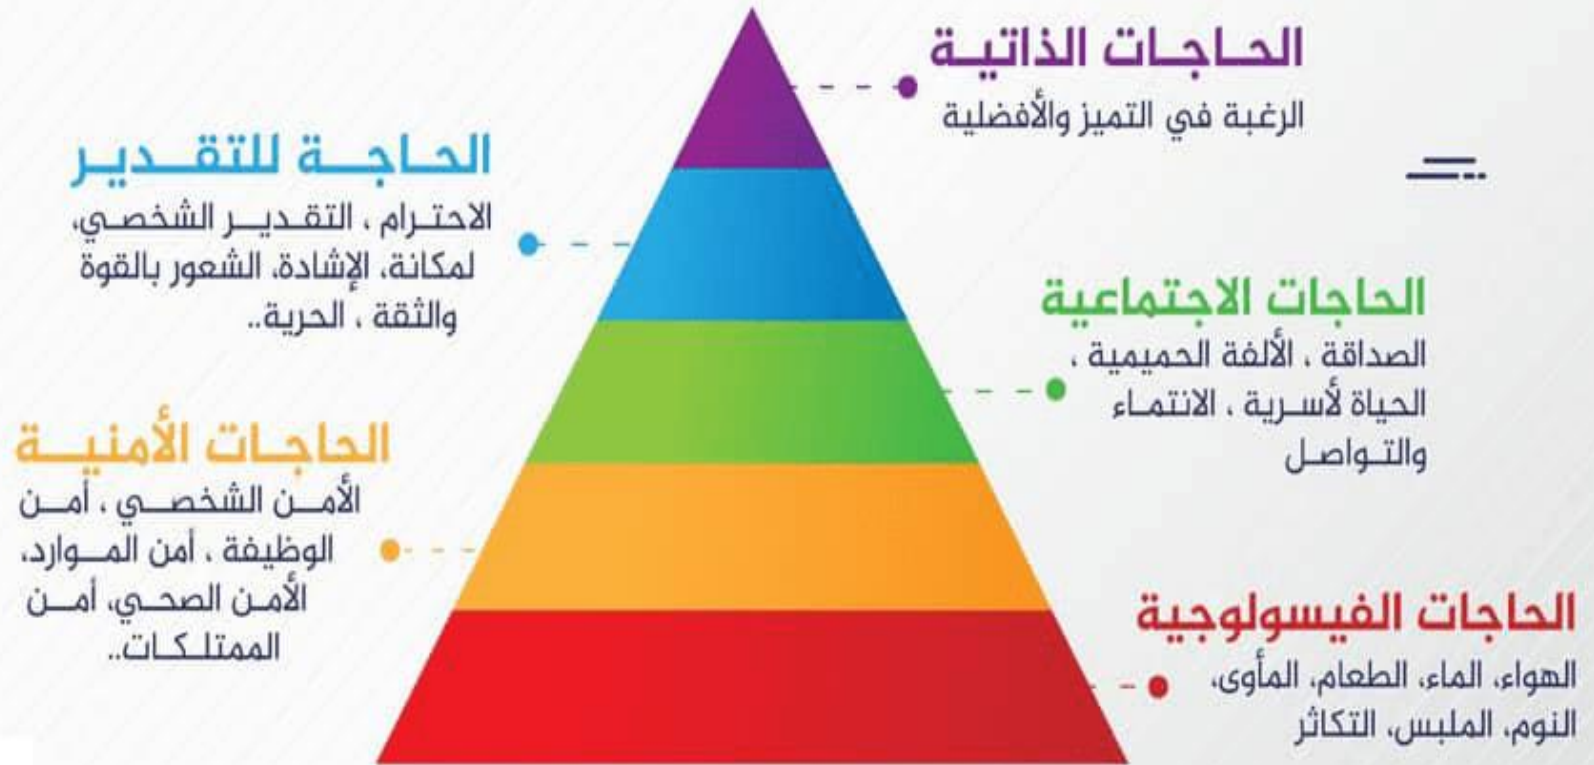 الحاجات الذاتية
الرغبة في التميز والأفضلية
الحاجة للتقدير
الاحترام ، التقدير الشخصي،
لمكانة، الإشادة، الشعور بالقوة
والثقة ، الحرية..
الحاجات الاجتماعية
الصداقة ، الألفة الحميمية ،
الحياة لأسرية ، الانتماء
والتواصل
الحاجات الأمنية
الأمن الشخصي ، أمن
الوظيفة ، أمن الموارد،
الأمن الصحي، أمن
الممتلكات..
الحاجات الفيسولوجية
الهواء، الماء، الطعام، المأوى،
النوم، الملبس، التكاثر